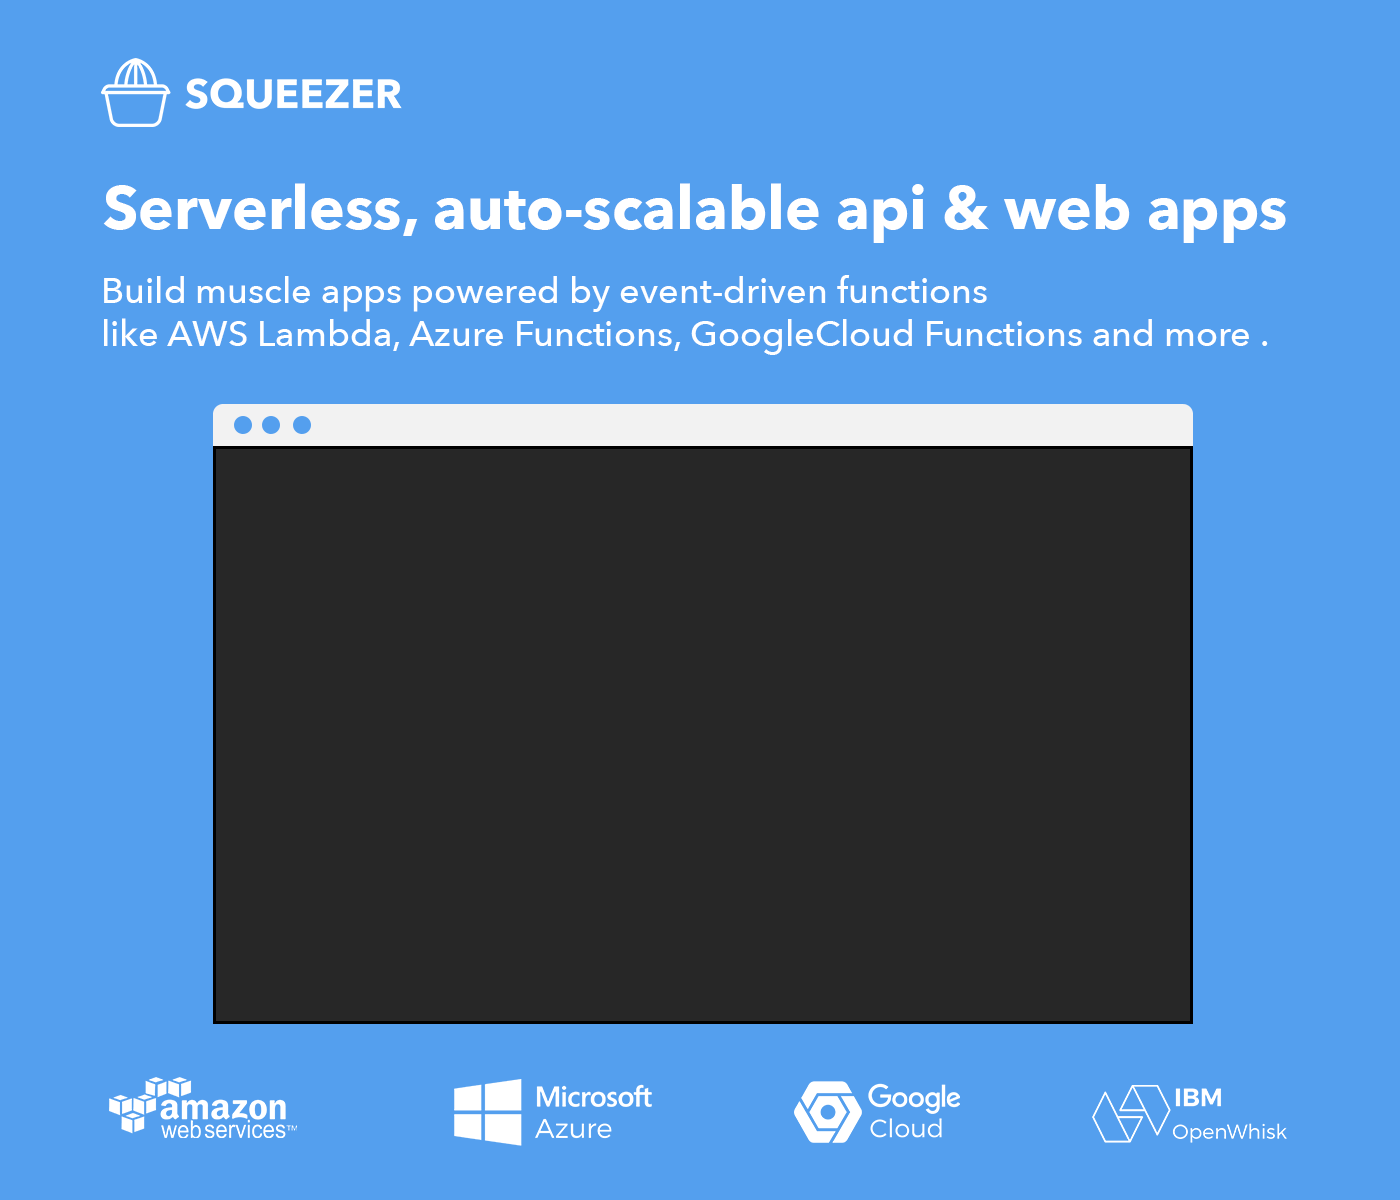 SQUEEZER
Serverless, auto-scalable api & web apps
Build muscle apps powered by event-driven functions
like AWS Lambda, Azure Functions, GoogleCloud Functions and more .
amazon
web services™
Microsoft
Azure
Google
Cloud
IBM
OpenWhisk